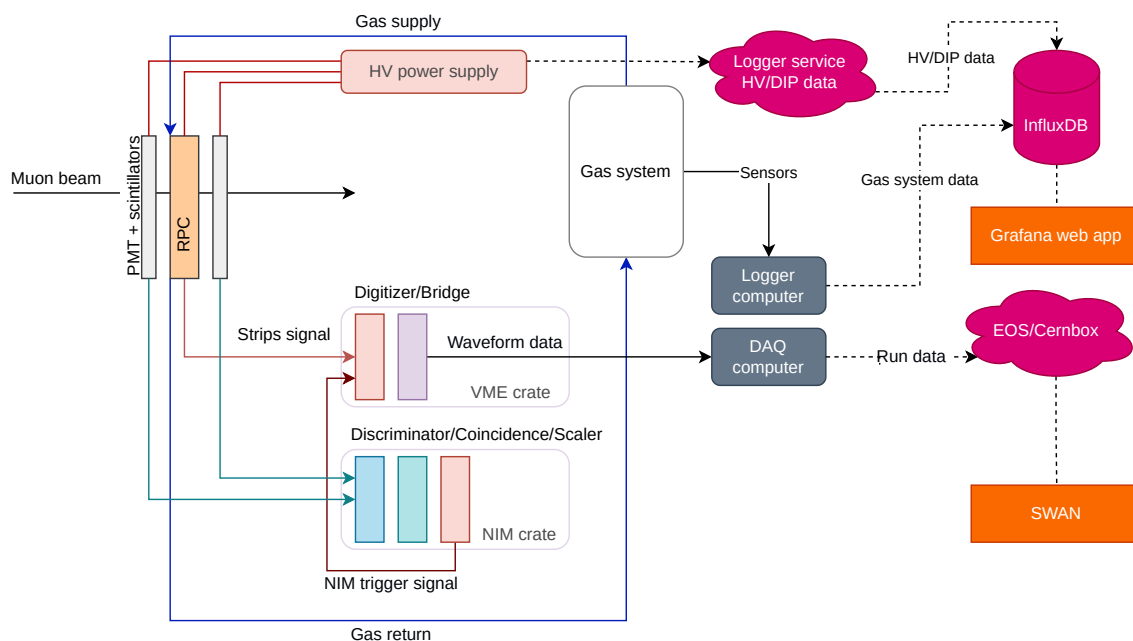 Gas supply
HV power supply
Logger service
HV/DIP data
HV/DIP data
InfluxDB
Muon beam
PMT + scintillators
RPC
Gas system
Sensors
Gas system data
Grafana web app
Logger
computer
Digitizer/Bridge
Strips signal
Waveform data
VME crate
DAQ
computer
Run data
EOS/Cernbox
Discriminator/Coincidence/Scaler
NIM crate
SWAN
NIM trigger signal
Gas return